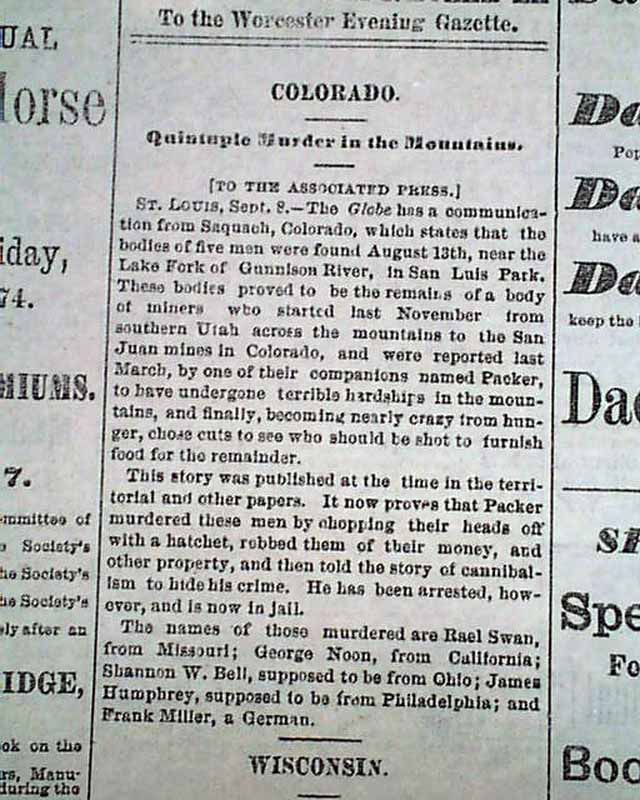 To the Worcester Evening Gazette.
COLORADO.
Quintuple Murder in the Mountains.
[TO THE ASSOCIATED PRESS.]
ST. LOUIS, Sept. 8.—The Globe has a communica-
tion from Saquach, Colorado, which states that the
bodies of five men were found August 13th, near the
Lake Fork of Gunnison River, in San Luis Park.
These bodies proved to be the remains of a body
of miners who started last November from
southern Utah across the mountains to the San
Juan mines in Colorado, and were reported last
March, by one of their companions named Packer,
to have undergone terrible hardships in the moun-
tains, and finally, becoming nearly crazy from hun-
ger, chose cuts to see who should be shot to furnish
food for the remainder.
This story was published at the time in the terri-
torial and other papers. It now proves that Packer
murdered these men by chopping their heads off
with a hatchet, robbed them of their money, and
other property, and then told the story of cannibal-
ism to hide his crime. He has been arrested, how-
ever, and is now in jail.
The names of those murdered are Rael Swan,
from Missouri; George Noon, from California;
Shannon W. Bell, supposed to be from Ohio; James
Humphrey, supposed to be from Philadelphia; and
Frank Miller, a German.
WISCONSIN.
UAL
Horse
iday,
74.
MIUMS.
7.
mmittee of
Society's
he Society's
he Society's
ly after an
IDGE,
ok on the
rs, Manu-
during the
Da
Pop
Da
have a
Da
keep the
Dad
SP
Spe
Fo
Boo